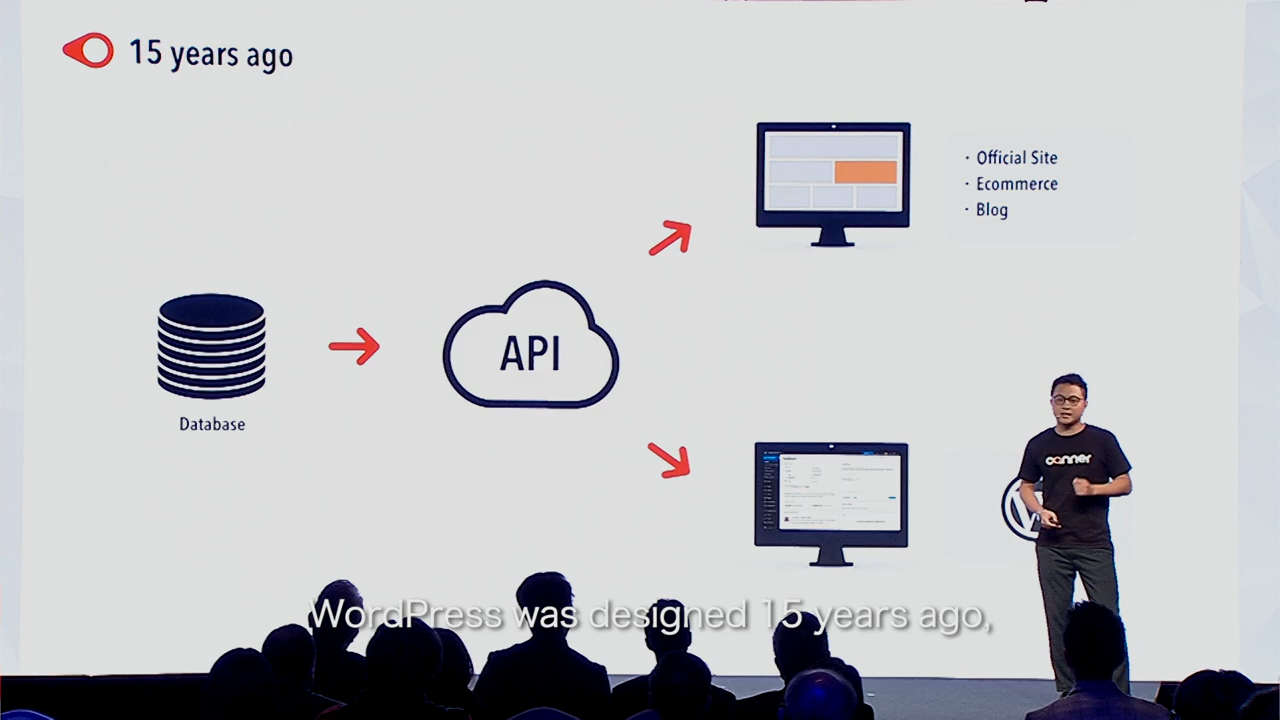 15 years ago
· Official Site
· Ecommerce
· Blog
API
Database
canner
WordPress was designed 15 years ago,